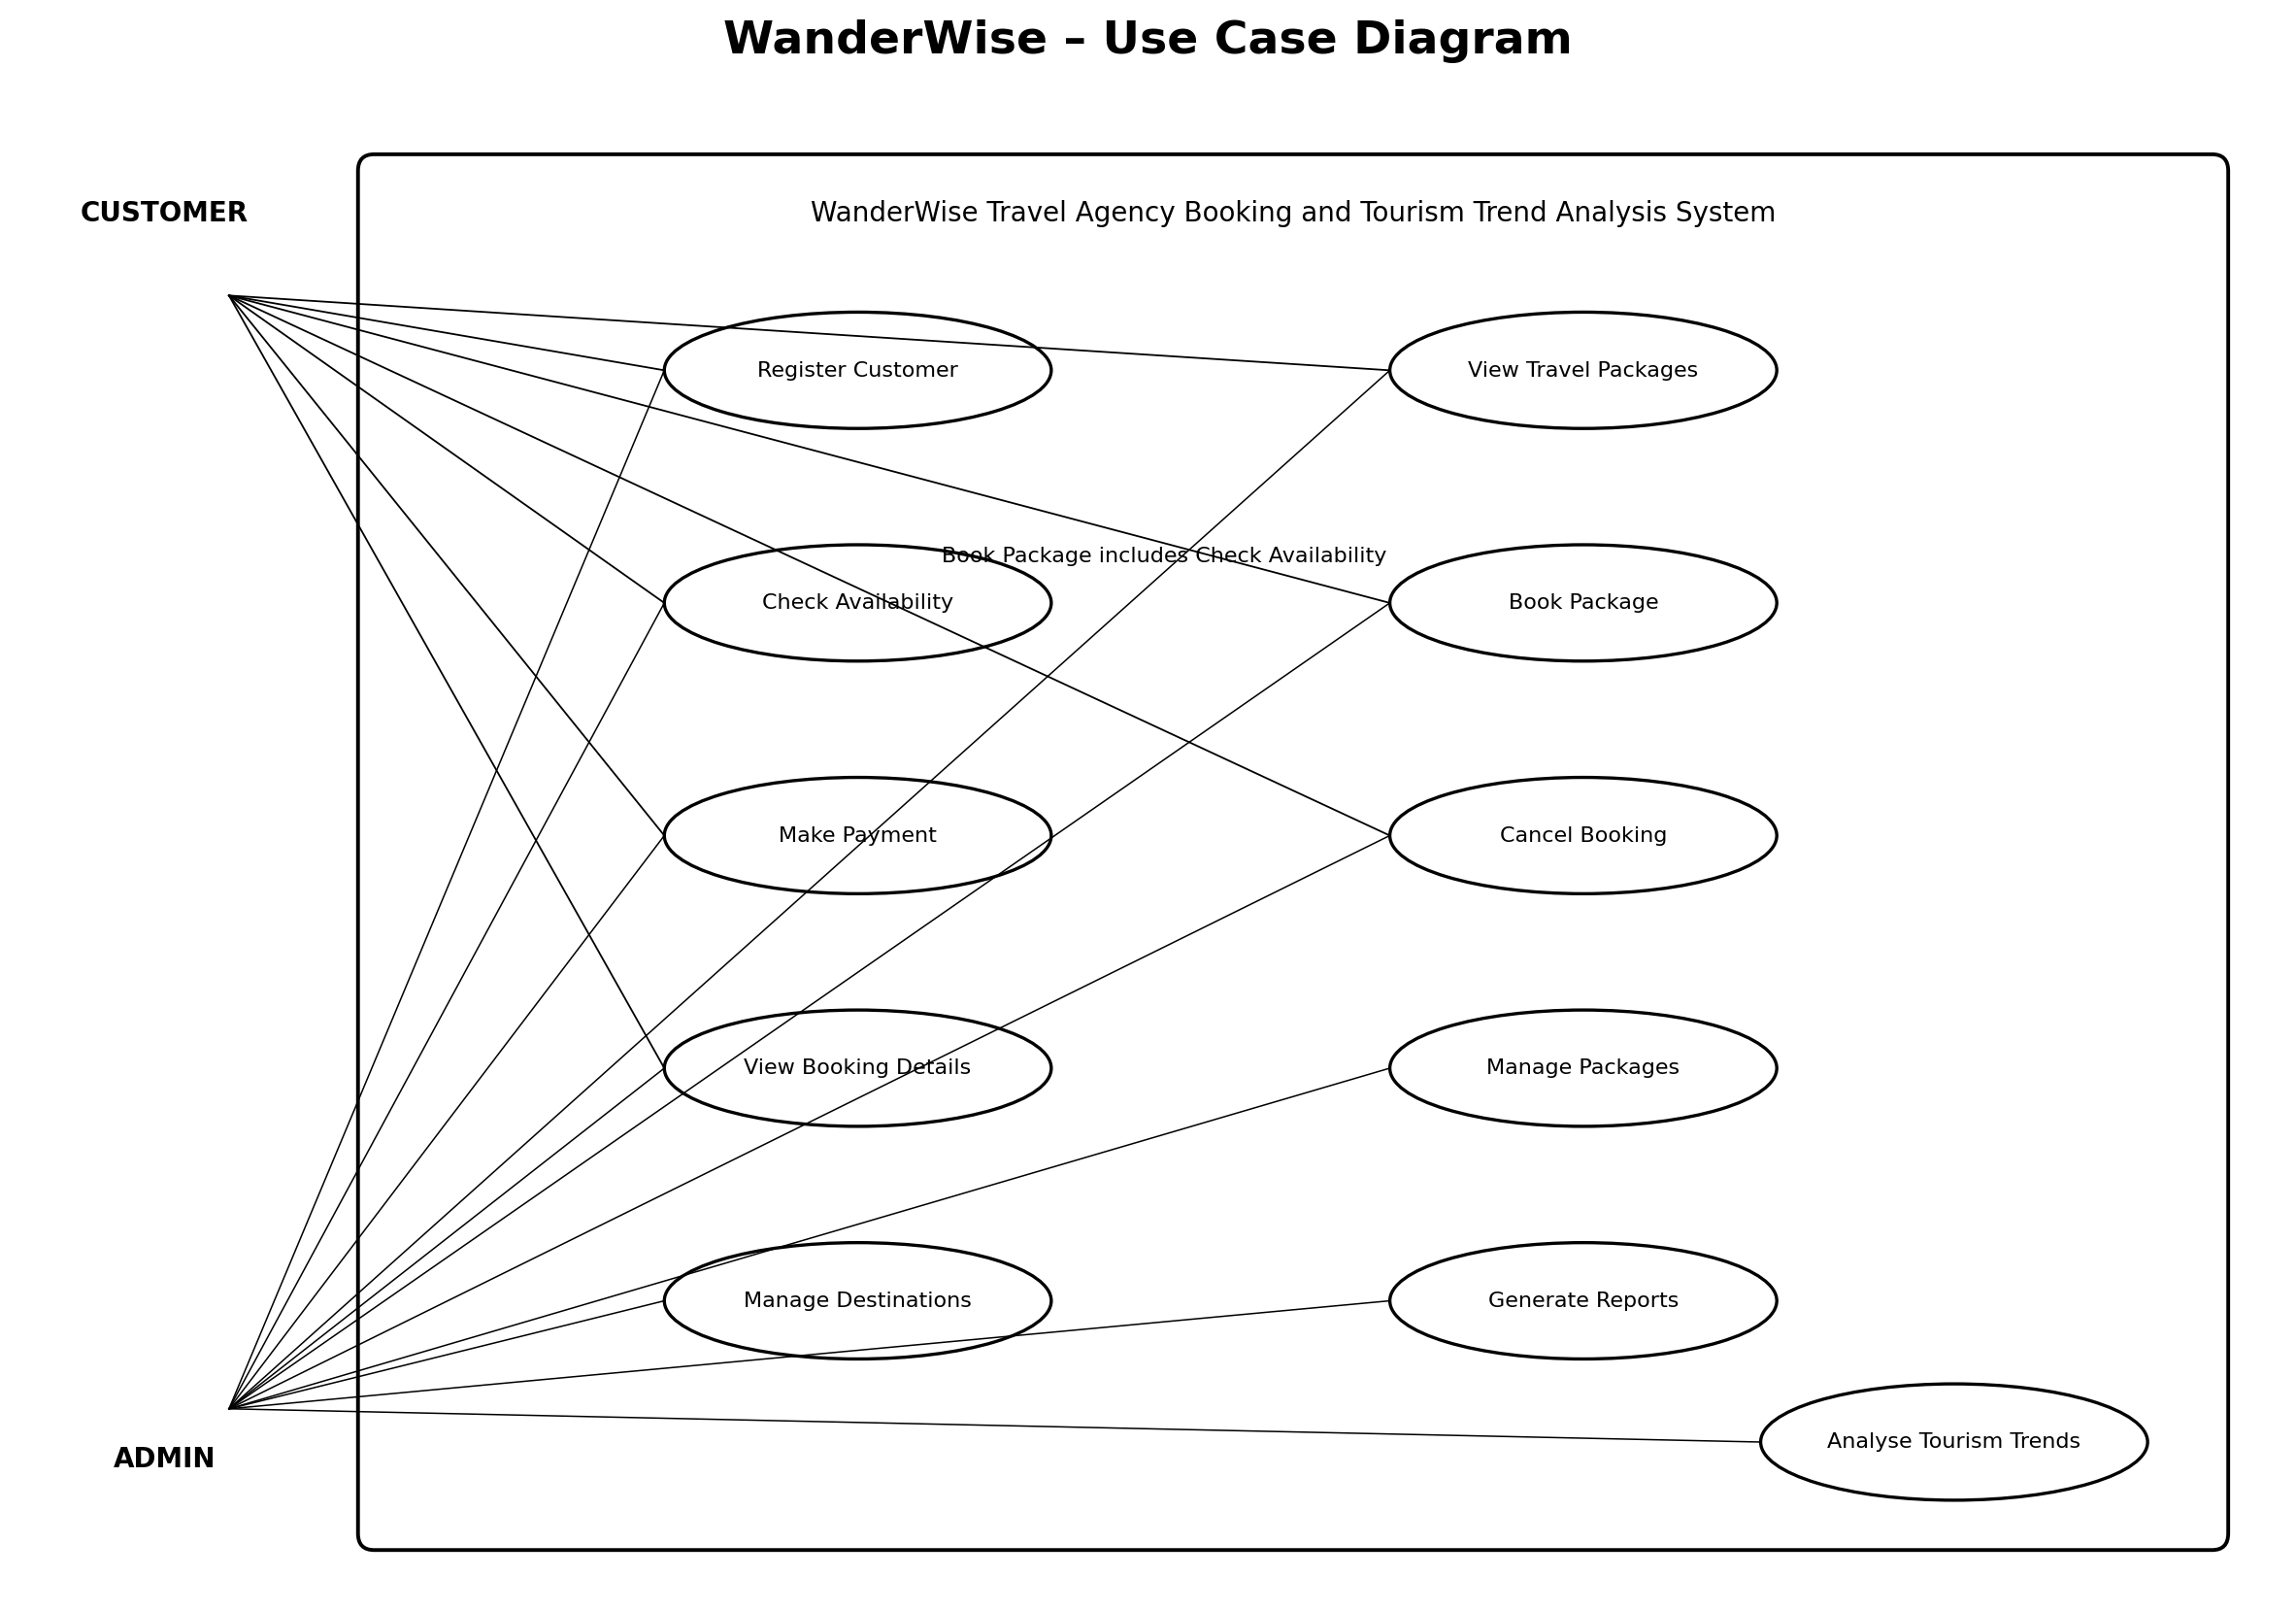 WanderWise – Use Case Diagram
CUSTOMER
WanderWise Travel Agency Booking and Tourism Trend Analysis System
Register Customer
View Travel Packages
Book Package includes Check Availability
Check Availability
Book Package
Make Payment
Cancel Booking
View Booking Details
Manage Packages
Manage Destinations
Generate Reports
Analyse Tourism Trends
ADMIN